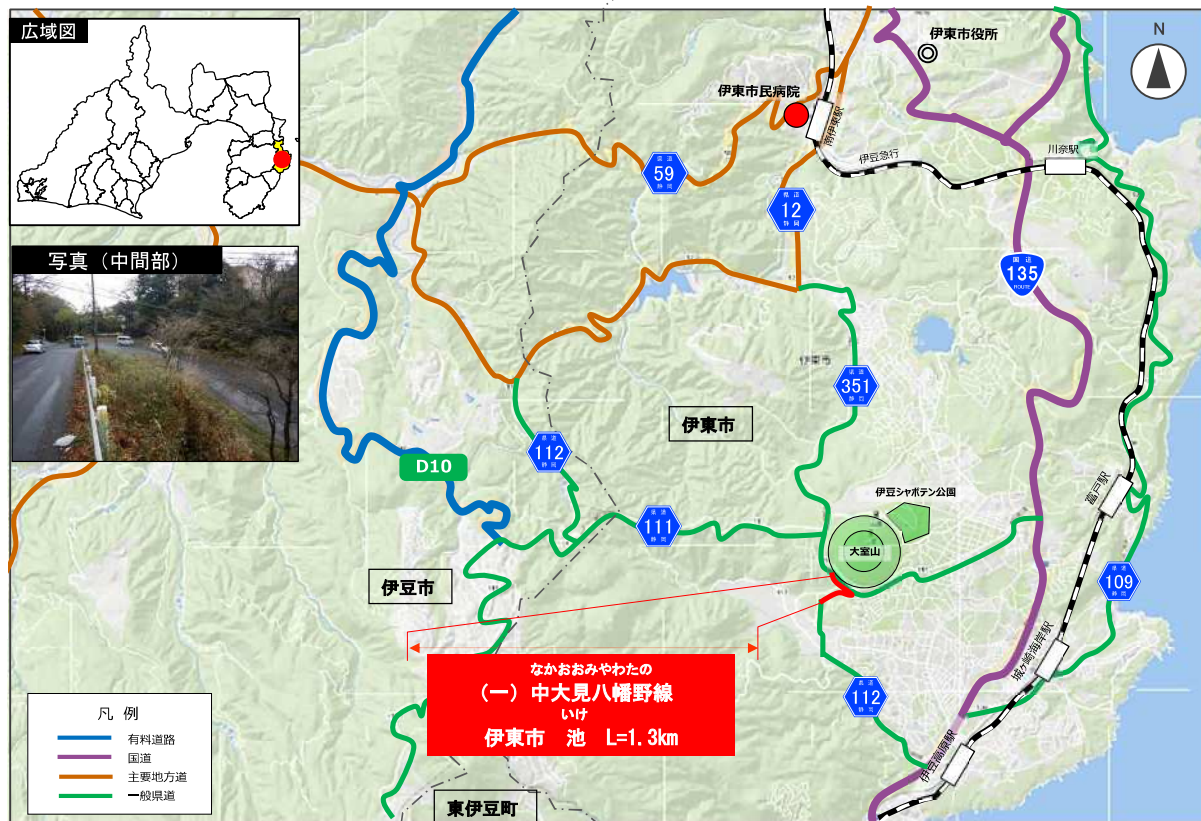 広域図
写真（中間部）
N
伊東市役所
伊東市民病院
南伊東駅
伊豆急行
川奈駅
県道
59
静岡
県道
12
静岡
国道
135
ROUTE
伊東市
県道
351
静岡
伊東市
県道
112
静岡
D10
伊豆シャボテン公園
富戸駅
県道
111
静岡
大室山
伊豆市
県道
109
静岡
城ヶ崎海岸駅
なかおおみやわたの
（一）中大見八幡野線
いけ
伊東市　池　L=1.3km
県道
112
静岡
伊豆高原駅
東伊豆町
凡 例
有料道路
国道
主要地方道
一般県道